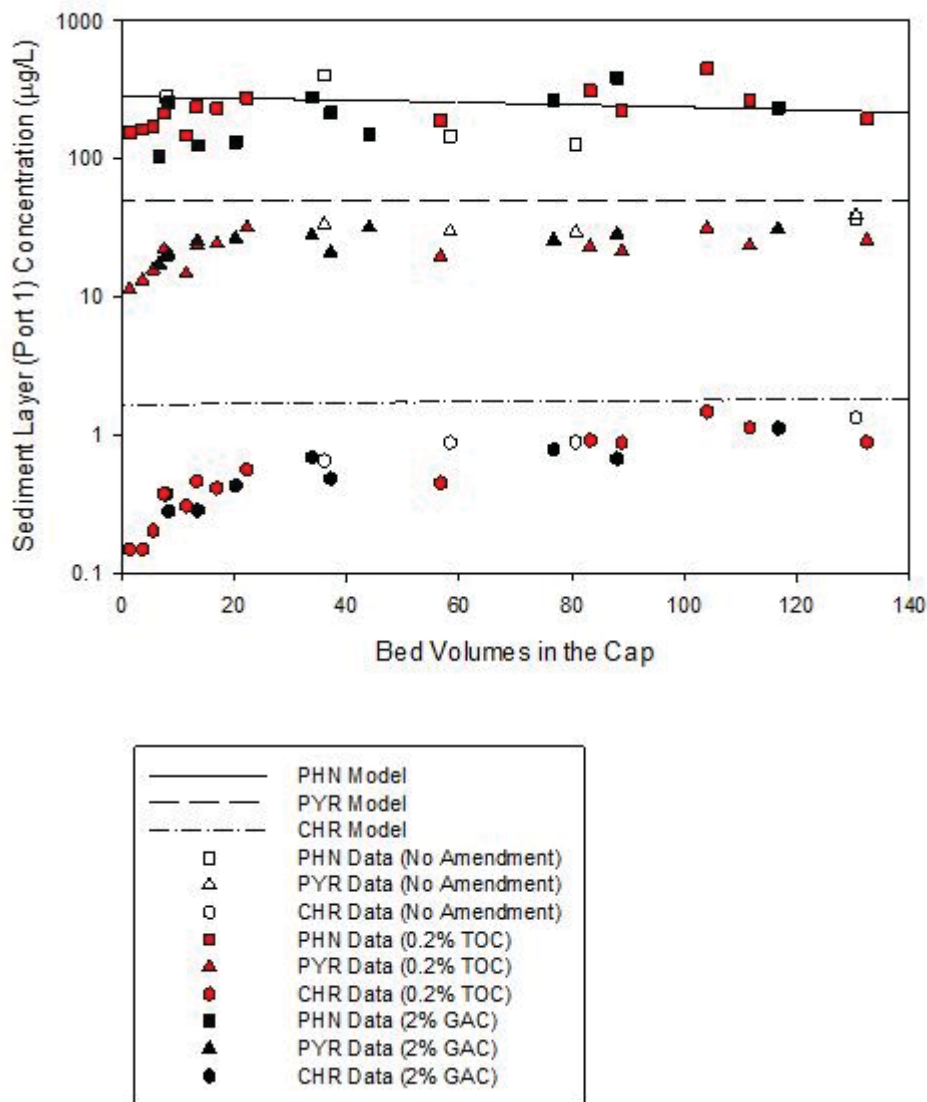 Sediment Layer (Port 1) Concentration (µg/L)
1000
100
10
1
0.1
0 20 40 60 80 100 120 140
Bed Volumes in the Cap
PHN Model
PYR Model
CHR Model
PHN Data (No Amendment)
PYR Data (No Amendment)
CHR Data (No Amendment)
PHN Data (0.2% TOC)
PYR Data (0.2% TOC)
CHR Data (0.2% TOC)
PHN Data (2% GAC)
PYR Data (2% GAC)
CHR Data (2% GAC)